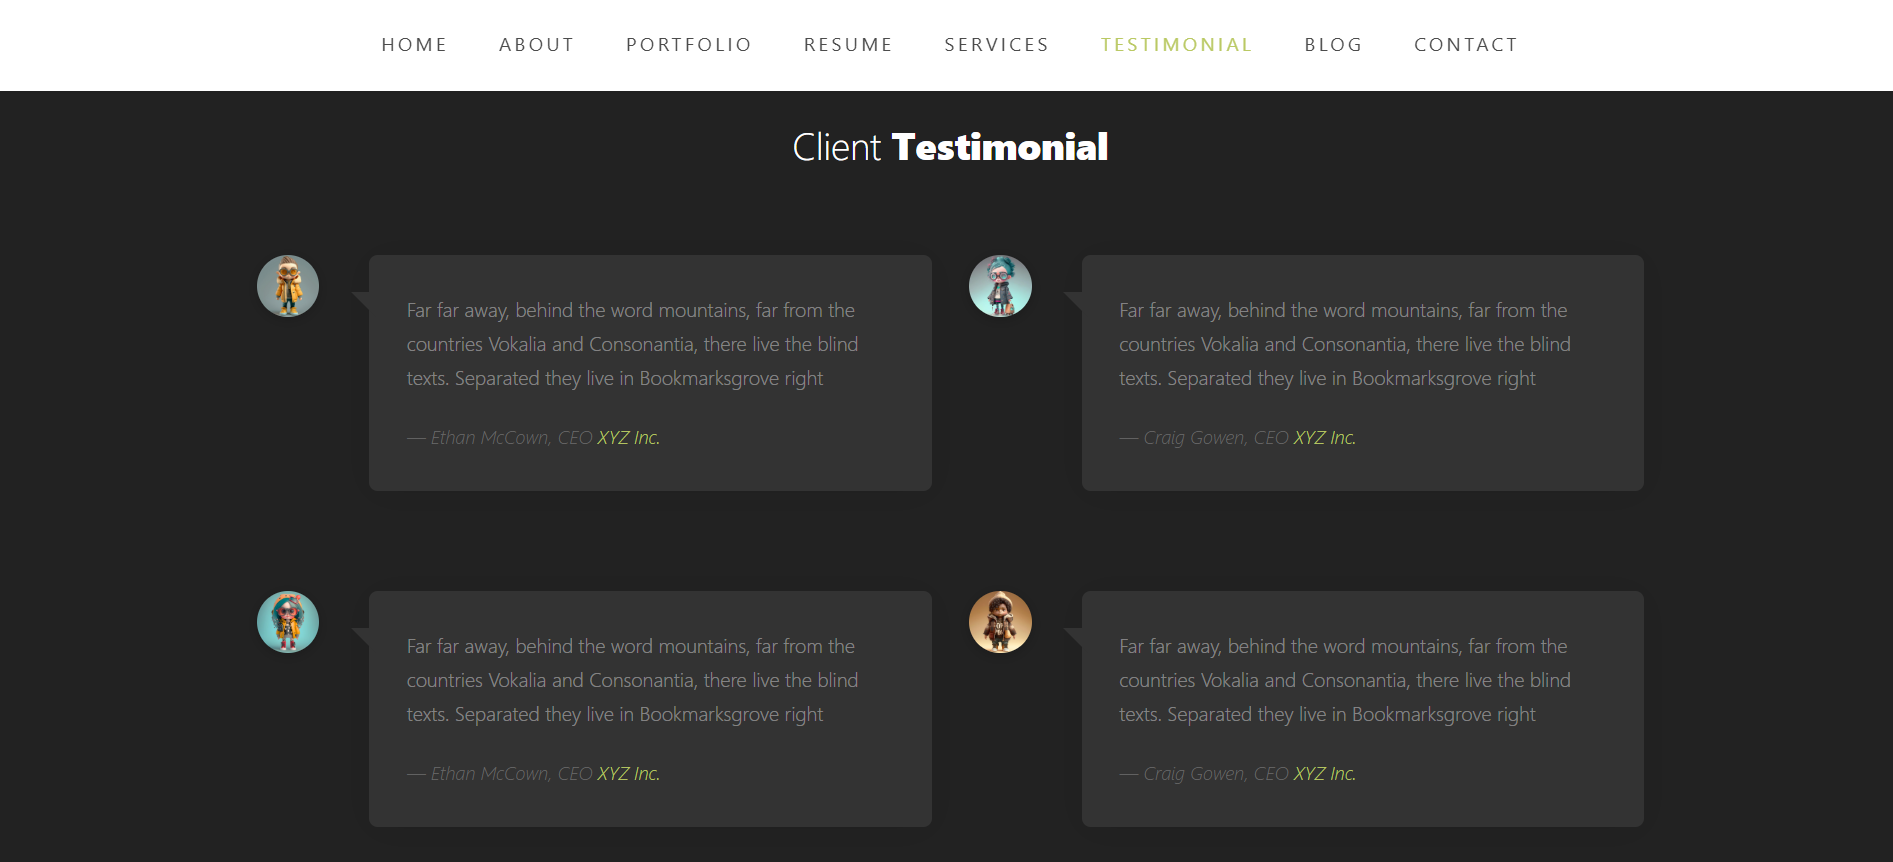 HOME ABOUT PORTFOLIO RESUME SERVICES TESTIMONIAL BLOG CONTACT
Client Testimonial
Far far away, behind the word mountains, far from the
countries Vokalia and Consonantia, there live the blind
texts. Separated they live in Bookmarksgrove right
— Ethan McCown, CEO XYZ Inc.
Far far away, behind the word mountains, far from the
countries Vokalia and Consonantia, there live the blind
texts. Separated they live in Bookmarksgrove right
— Craig Gowen, CEO XYZ Inc.
Far far away, behind the word mountains, far from the
countries Vokalia and Consonantia, there live the blind
texts. Separated they live in Bookmarksgrove right
— Ethan McCown, CEO XYZ Inc.
Far far away, behind the word mountains, far from the
countries Vokalia and Consonantia, there live the blind
texts. Separated they live in Bookmarksgrove right
— Craig Gowen, CEO XYZ Inc.